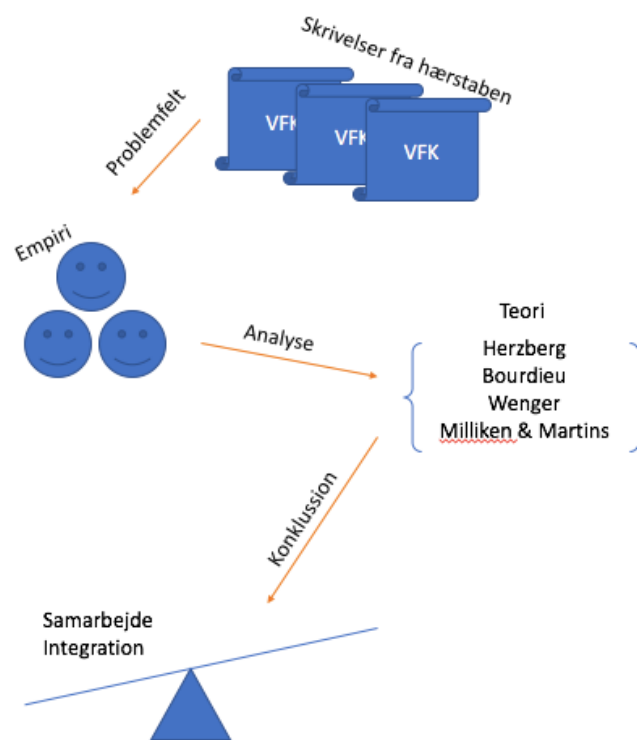 Skrivelser fra hærstaben
VFK
VFK
VFK
Problemfelt
Empiri
Analyse
Teori
Herzberg
Bourdieu
Wenger
Milliken & Martins
Konklussion
Samarbejde
Integration